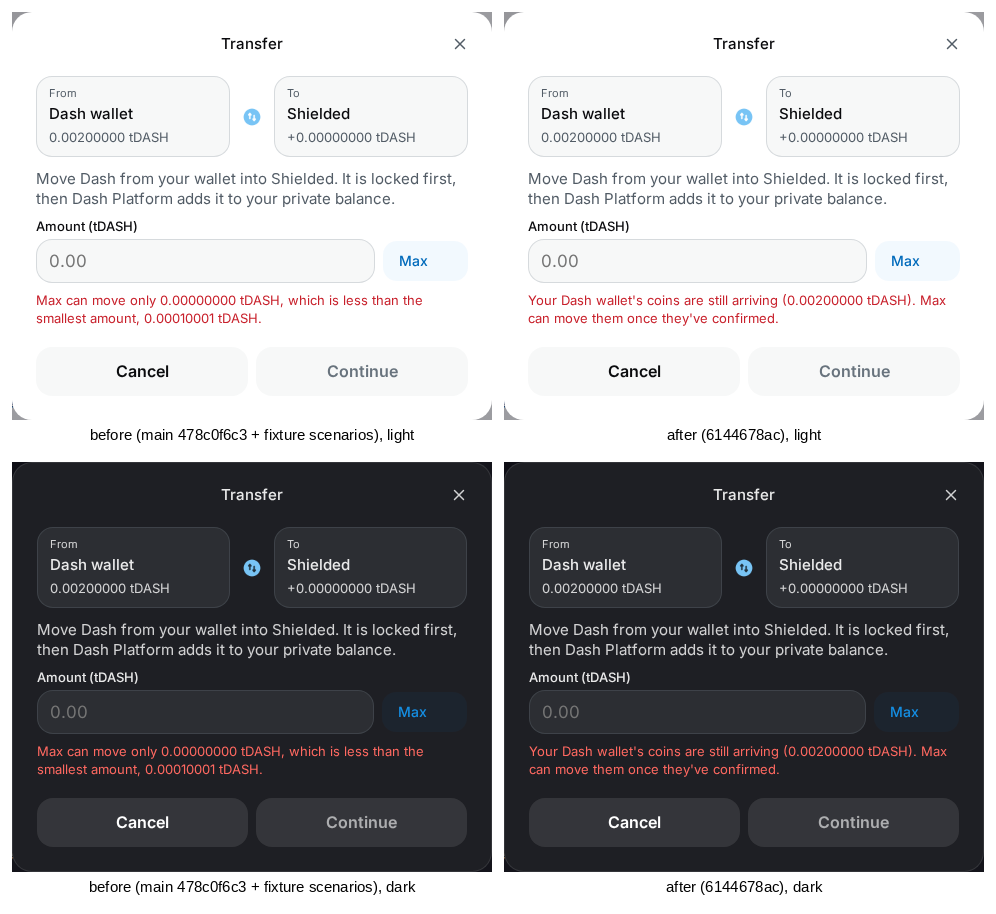 Transfer
From
Dash wallet
0.00200000 tDASH
To
Shielded
+0.00000000 tDASH
Move Dash from your wallet into Shielded. It is locked first,
then Dash Platform adds it to your private balance.
Amount (tDASH)
0.00
Max
Max can move only 0.00000000 tDASH, which is less than the
smallest amount, 0.00010001 tDASH.
Cancel
Continue
before (main 478c0f6c3 + fixture scenarios), light
Transfer
From
Dash wallet
0.00200000 tDASH
To
Shielded
+0.00000000 tDASH
Move Dash from your wallet into Shielded. It is locked first,
then Dash Platform adds it to your private balance.
Amount (tDASH)
0.00
Max
Your Dash wallet's coins are still arriving (0.00200000 tDASH). Max
can move them once they've confirmed.
Cancel
Continue
after (6144678ac), light
Transfer
From
Dash wallet
0.00200000 tDASH
To
Shielded
+0.00000000 tDASH
Move Dash from your wallet into Shielded. It is locked first,
then Dash Platform adds it to your private balance.
Amount (tDASH)
0.00
Max
Max can move only 0.00000000 tDASH, which is less than the
smallest amount, 0.00010001 tDASH.
Cancel
Continue
before (main 478c0f6c3 + fixture scenarios), dark
Transfer
From
Dash wallet
0.00200000 tDASH
To
Shielded
+0.00000000 tDASH
Move Dash from your wallet into Shielded. It is locked first,
then Dash Platform adds it to your private balance.
Amount (tDASH)
0.00
Max
Your Dash wallet's coins are still arriving (0.00200000 tDASH). Max
can move them once they've confirmed.
Cancel
Continue
after (6144678ac), dark